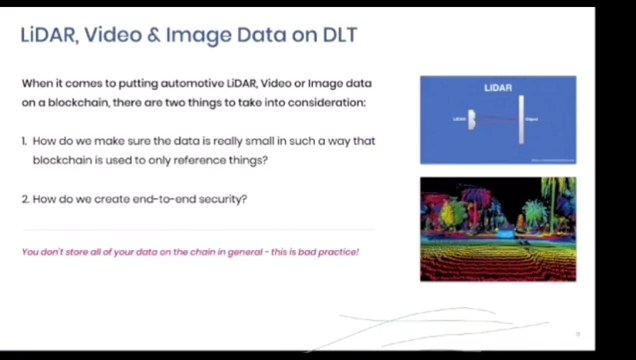 LiDAR, Video & Image Data on DLT
When it comes to putting automotive LiDAR, Video or Image data
on a blockchain, there are two things to take into consideration:
1. How do we make sure the data is really small in such a way that
blockchain is used to only reference things?
2. How do we create end-to-end security?
You don't store all of your data on the chain in general - this is bad practice!
LIDAR
LiDAR
Object